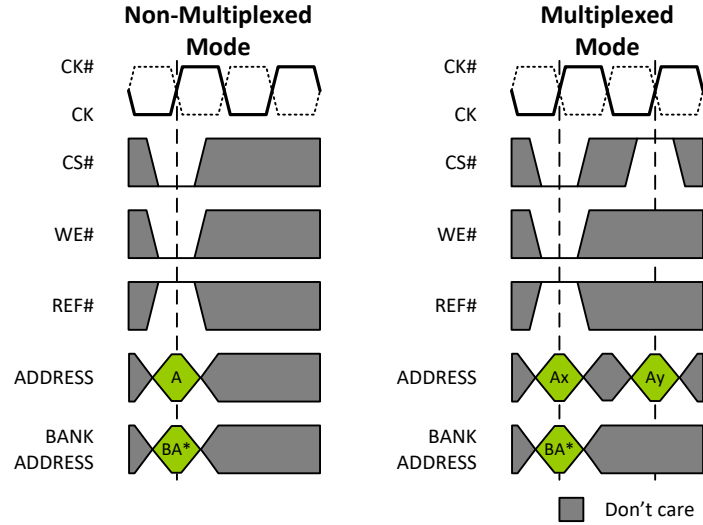 Non-Multiplexed
Mode
CK#
CK
CS#
WE#
REF#
ADDRESS
A
BANK
ADDRESS
BA*
Multiplexed
Mode
CK#
CK
CS#
WE#
REF#
ADDRESS
Ax
Ay
BANK
ADDRESS
BA*
Don't care